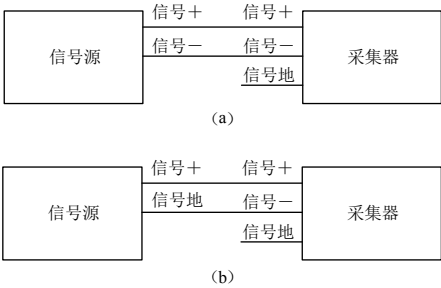 信号＋ 信号＋
信号源 信号－ 信号－ 采集器
信号地
（a）
信号＋ 信号＋
信号源 信号地 信号－ 采集器
信号地
（b）